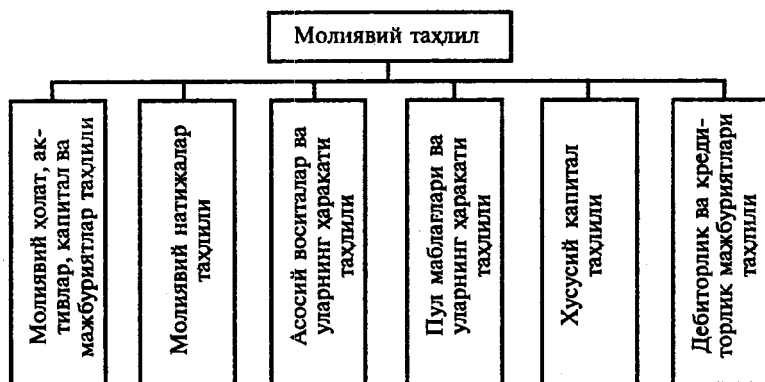 Молиявий таҳлил
Молиявий ҳолат, ак-
тивлар, капитал ва
мажбуриятлар таҳлили
Молиявий натижалар
таҳлили
Асосий воситалар ва
уларнинг ҳаракати
таҳлили
Пул маблағлари ва
уларнинг ҳаракати
таҳлили
Хусусий капитал
таҳлили
Дебиторлик ва креди-
торлик мажбуриятлари
таҳлили